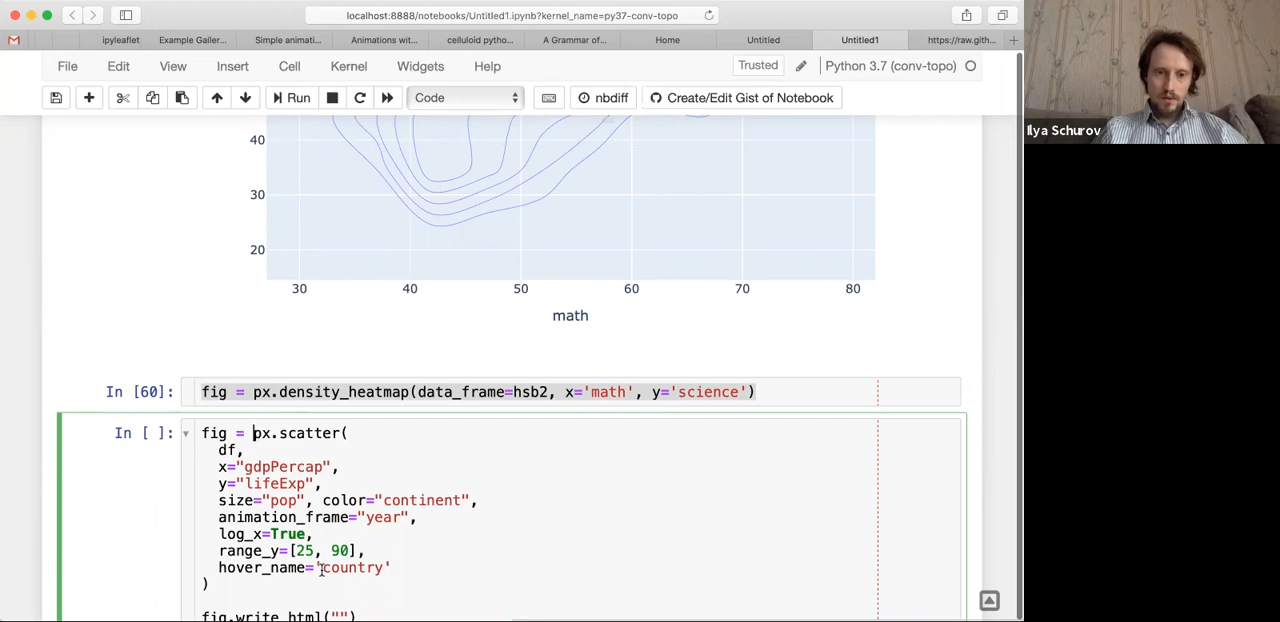 localhost:8888/notebooks/Untitled1.ipynb?kernel_name=py37-conv-topo
ipyleaflet Example Galler... Simple animati... Animations wit... celluloid pytho... A Grammar of... Home Untitled Untitled1 https://raw.gith...
File Edit View Insert Cell Kernel Widgets Help Trusted Python 3.7 (conv-topo)
Run Code nbdiff Create/Edit Gist of Notebook
Ilya Schurov
40
30
20
30 40 50 60 70 80
math
In [60]: fig = px.density_heatmap(data_frame=hsb2, x='math', y='science')
In [ ]: fig = px.scatter(
df,
x="gdpPercap",
y="lifeExp",
size="pop", color="continent",
animation_frame="year",
log_x=True,
range_y=[25, 90],
hover_name='country'
)
fig.write_html("")